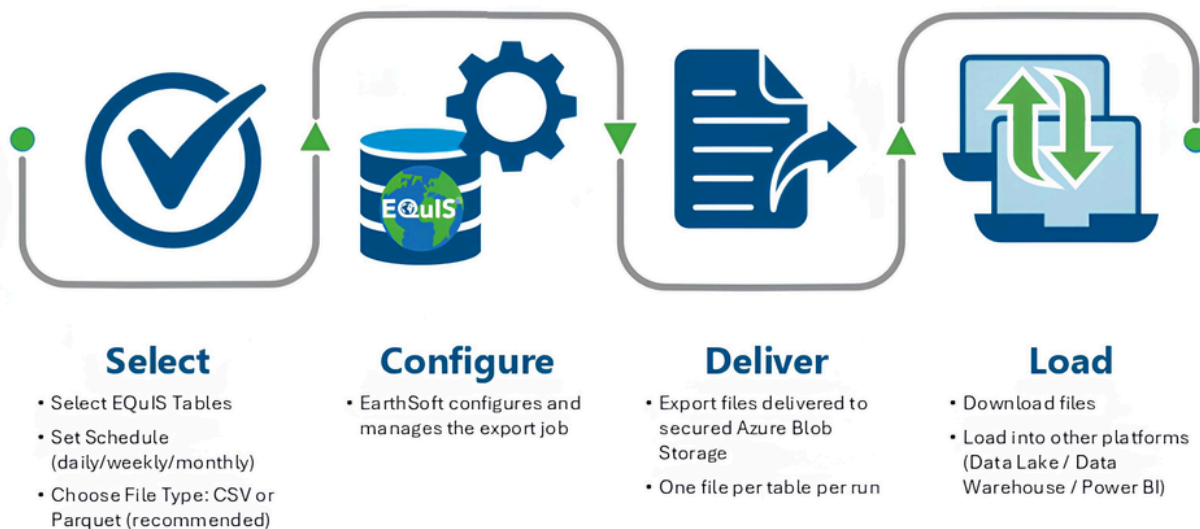 EQuIS
Select
• Select EQuIS Tables
• Set Schedule
(daily/weekly/monthly)
• Choose File Type: CSV or
Parquet (recommended)
Configure
• EarthSoft configures and
manages the export job
Deliver
• Export files delivered to
secured Azure Blob
Storage
• One file per table per run
Load
• Download files
• Load into other platforms
(Data Lake / Data
Warehouse / Power BI)